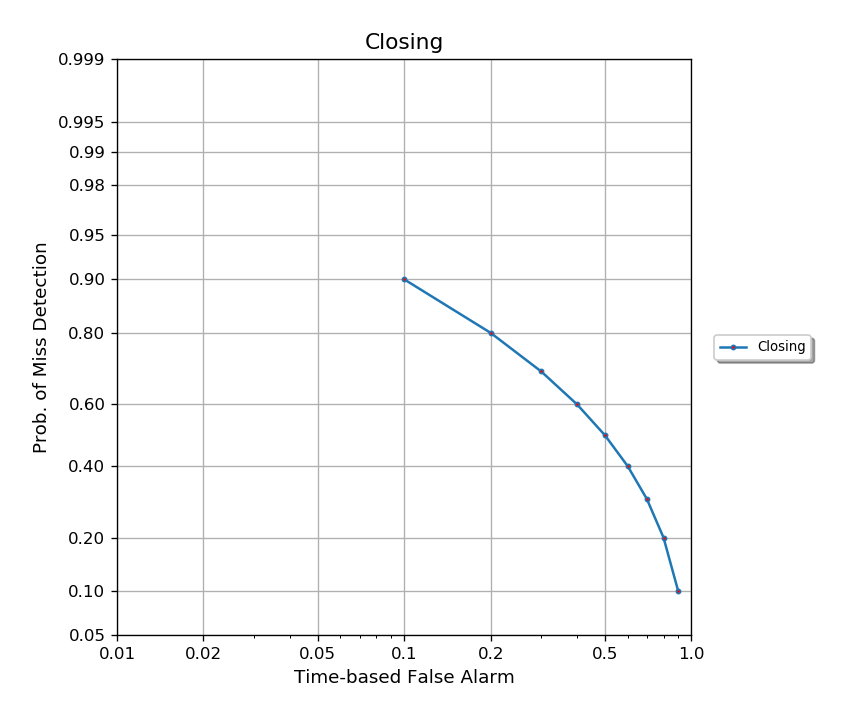 Closing
0.999
0.995
0.99
0.98
0.95
0.90
0.80
0.60
0.40
0.20
0.10
0.05
Prob. of Miss Detection
0.01 0.02 0.05 0.1 0.2 0.5 1.0
Time-based False Alarm
Closing